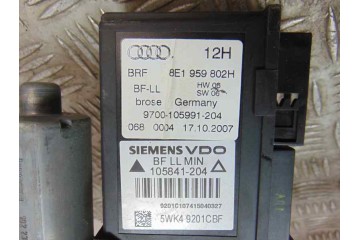 12H
BRF 8E1 959 802H
BF-LL HW 05
SW 06
brose Germany
9700-105991-204
068 0004 17.10.2007
SIEMENS VDO
BF LL MIN
105841-204
5WK4 9201CBF